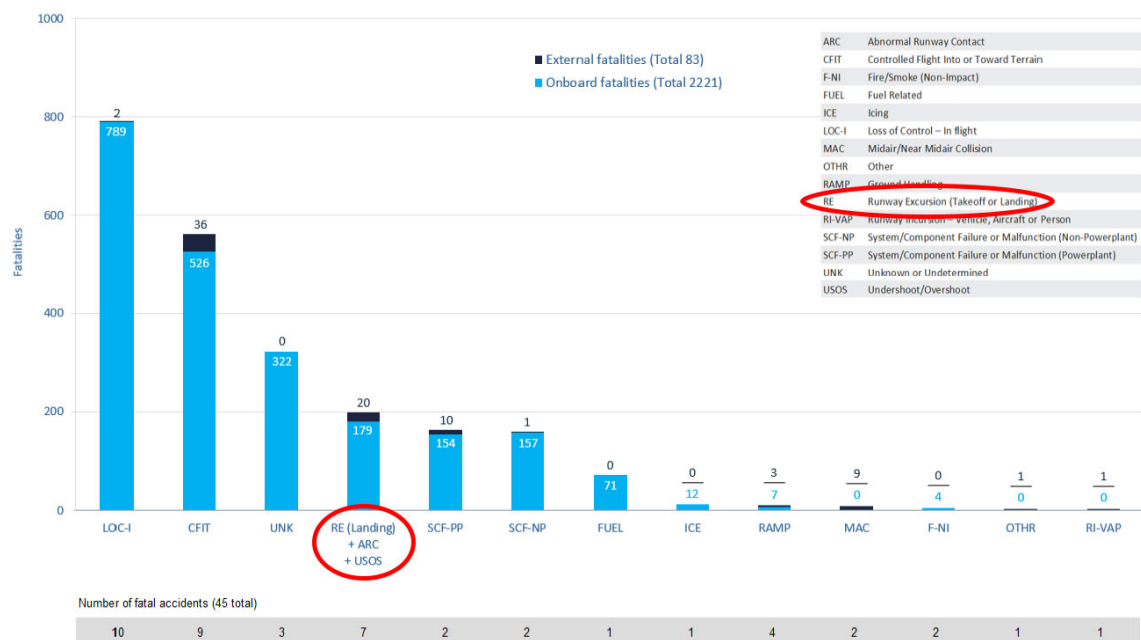 1000
800
600
400
200
0
Fatalities
External fatalities (Total 83)
Onboard fatalities (Total 2221)
ARC Abnormal Runway Contact
CFIT Controlled Flight Into or Toward Terrain
F-NI Fire/Smoke (Non-Impact)
FUEL Fuel Related
ICE Icing
LOC-I Loss of Control – In flight
MAC Midair/Near Midair Collision
OTHR Other
RAMP Ground Handling
RE Runway Excursion (Takeoff or Landing)
RI-VAP Runway Incursion – Vehicle, Aircraft or Person
SCF-NP System/Component Failure or Malfunction (Non-Powerplant)
SCF-PP System/Component Failure or Malfunction (Powerplant)
UNK Unknown or Undetermined
USOS Undershoot/Overshoot
2 36 0 20 10 1 0 0 3 9 0 1 1
789 526 322 179 154 157 71 12 7 0 4 0 0
LOC-I CFIT UNK RE (Landing) SCF-PP SCF-NP FUEL ICE RAMP MAC F-NI OTHR RI-VAP
+ ARC
+ USOS
Number of fatal accidents (45 total)
10 9 3 7 2 2 1 1 4 2 2 1 1